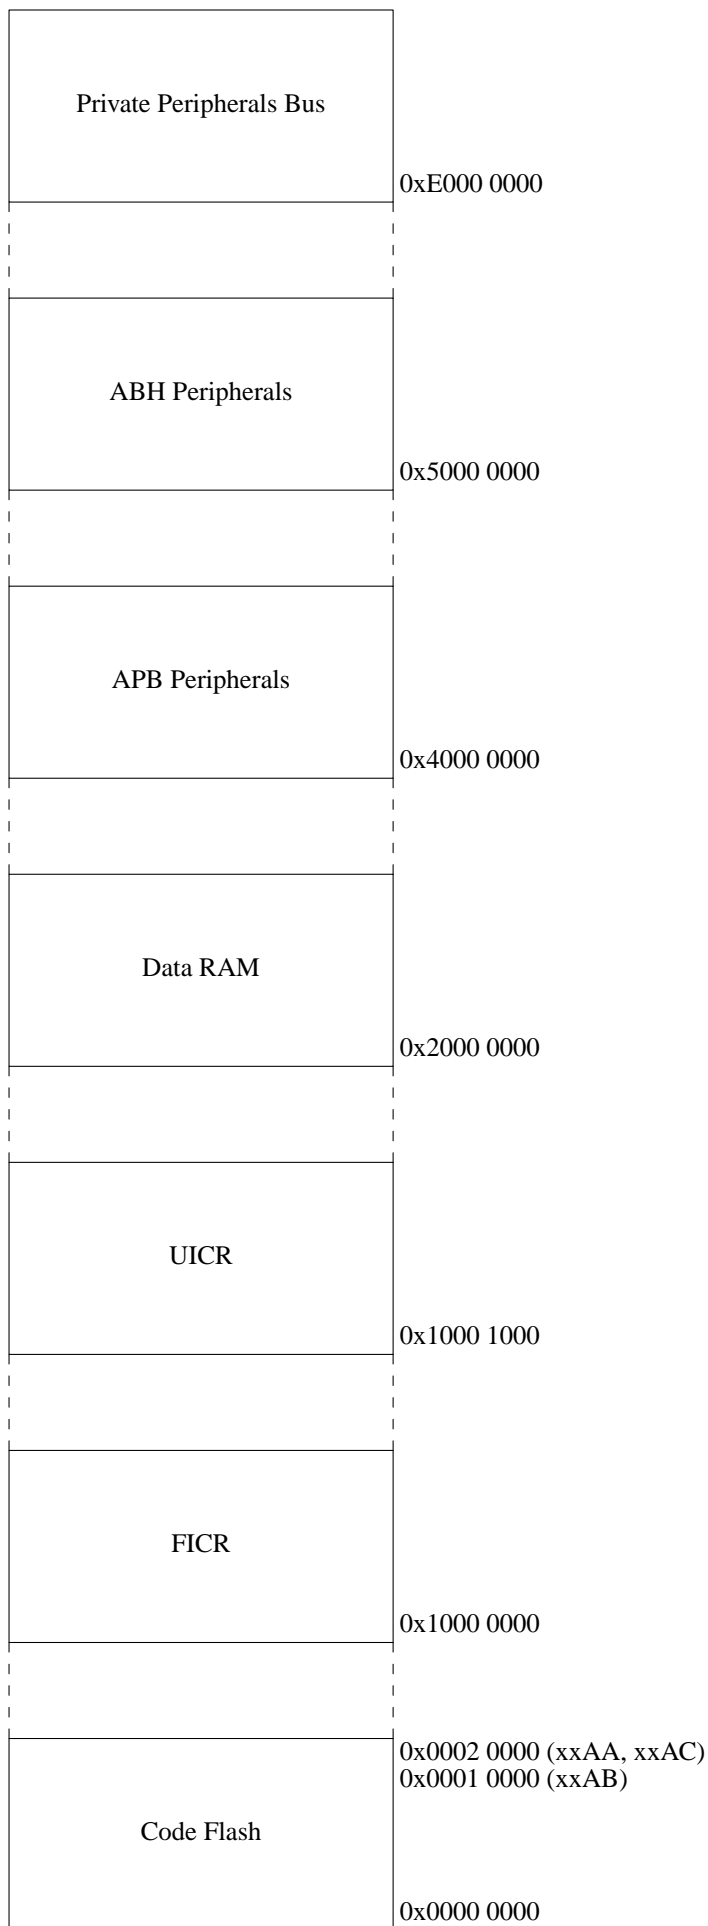 Private Peripherals Bus
0xE000 0000
ABH Peripherals
0x5000 0000
APB Peripherals
0x4000 0000
Data RAM
0x2000 0000
UICR
0x1000 1000
FICR
0x1000 0000
0x0002 0000 (xxAA, xxAC)
0x0001 0000 (xxAB)
Code Flash
0x0000 0000